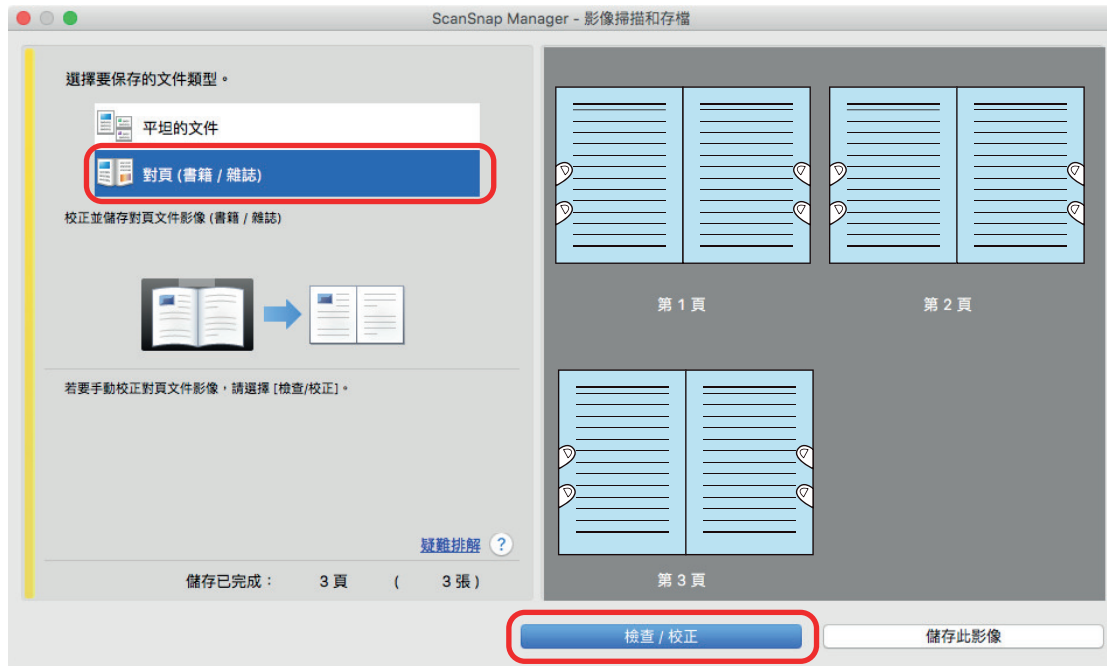 ScanSnap Manager - 影像掃描和存檔
選擇要保存的文件類型。
平坦的文件
對頁 (書籍 / 雜誌)
校正並儲存對頁文件影像 (書籍 / 雜誌)
若要手動校正對頁文件影像，請選擇 [檢查/校正]。
疑難排解 ?
儲存已完成： 3 頁 ( 3 張 )
第 1 頁
第 2 頁
第 3 頁
檢查 / 校正
儲存此影像